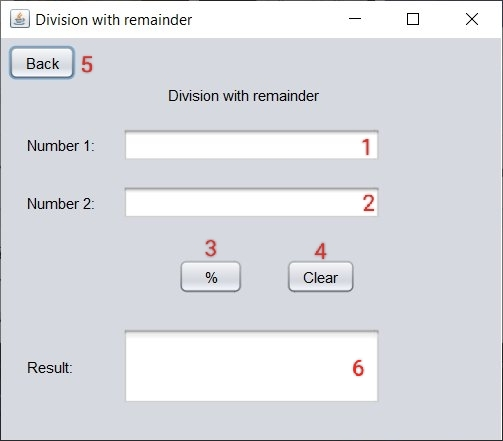 Division with remainder
Back 5
Division with remainder
Number 1: 1
Number 2: 2
3 4
% Clear
Result: 6